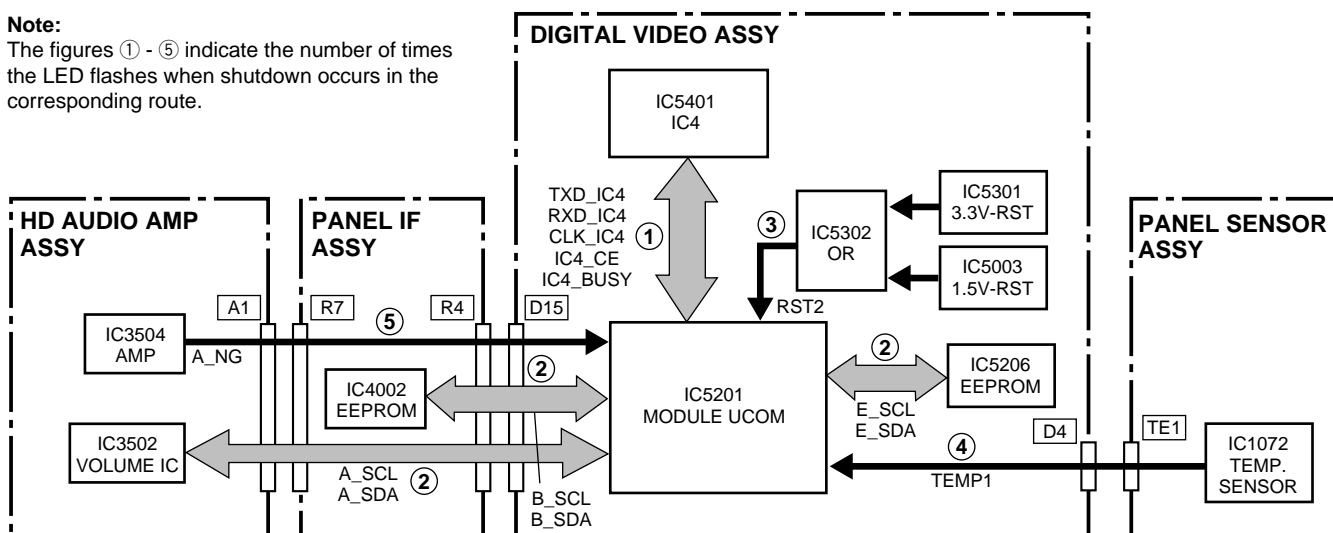 Note:
The figures ① - ⑤ indicate the number of times
the LED flashes when shutdown occurs in the
corresponding route.
DIGITAL VIDEO ASSY
IC5401
IC4
TXD_IC4
RXD_IC4
CLK_IC4
IC4_CE
IC4_BUSY
①
③
IC5302
OR
IC5301
3.3V-RST
IC5003
1.5V-RST
RST2
HD AUDIO AMP
ASSY
PANEL IF
ASSY
PANEL SENSOR
ASSY
A1
R7
R4
D15
⑤
IC3504
AMP
A_NG
IC4002
EEPROM
②
IC5201
MODULE UCOM
②
IC5206
EEPROM
E_SCL
E_SDA
IC3502
VOLUME IC
A_SCL
A_SDA
②
B_SCL
B_SDA
④
TEMP1
D4
TE1
IC1072
TEMP.
SENSOR